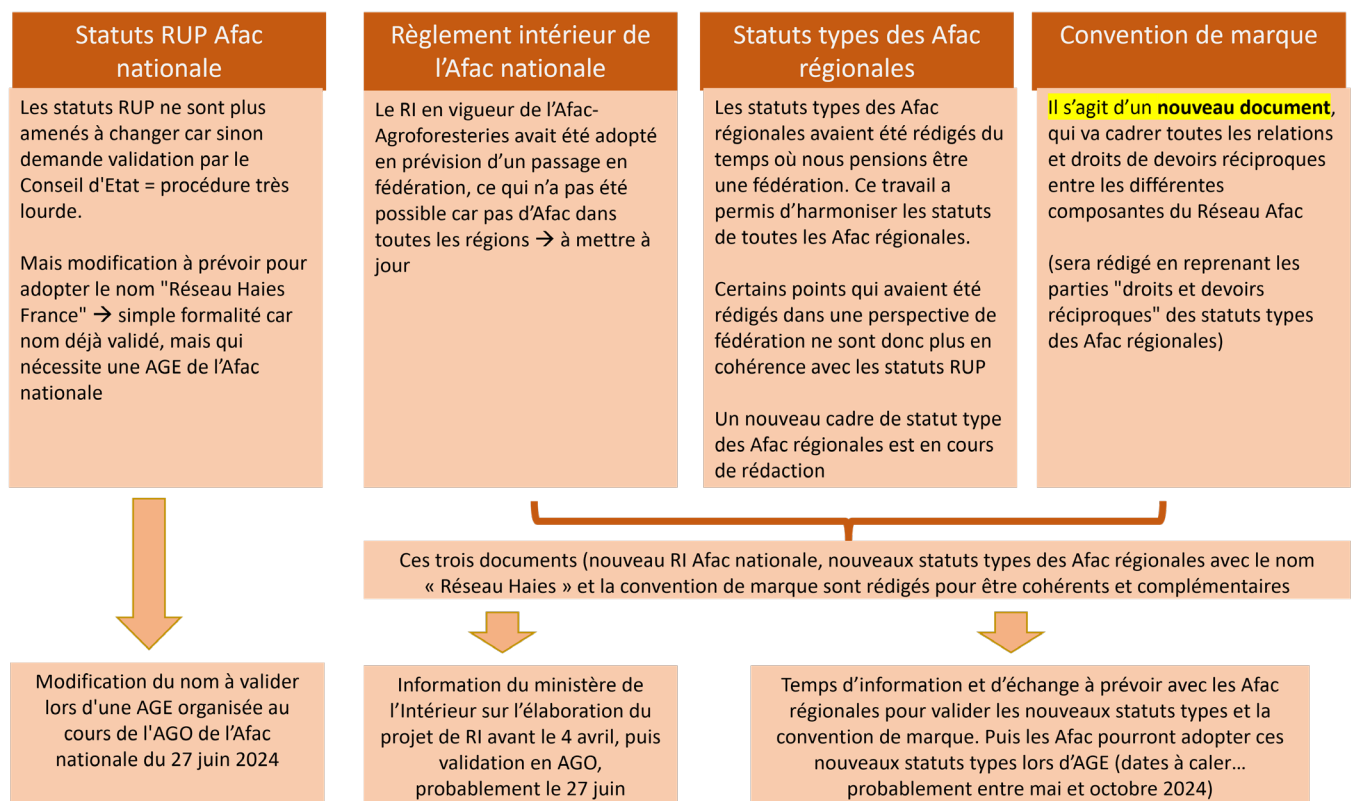 Statuts RUP Afac
nationale
Les statuts RUP ne sont plus
amenés à changer car sinon
demande validation par le
Conseil d'Etat = procédure très
lourde.
Mais modification à prévoir pour
adopter le nom "Réseau Haies
France" → simple formalité car
nom déjà validé, mais qui
nécessite une AGE de l’Afac
nationale
Règlement intérieur de
l’Afac nationale
Le RI en vigueur de l’Afac-
Agroforesteries avait été adopté
en prévision d’un passage en
fédération, ce qui n’a pas été
possible car pas d’Afac dans
toutes les régions → à mettre à
jour
Statuts types des Afac
régionales
Les statuts types des Afac
régionales avaient été rédigés du
temps où nous pensions être
une fédération. Ce travail a
permis d’harmoniser les statuts
de toutes les Afac régionales.
Certains points qui avaient été
rédigés dans une perspective de
fédération ne sont donc plus en
cohérence avec les statuts RUP
Un nouveau cadre de statut type
des Afac régionales est en cours
de rédaction
Convention de marque
Il s’agit d’un nouveau document,
qui va cadrer toutes les relations
et droits de devoirs réciproques
entre les différentes
composantes du Réseau Afac
(sera rédigé en reprenant les
parties "droits et devoirs
réciproques" des statuts types
des Afac régionales)
Ces trois documents (nouveau RI Afac nationale, nouveaux statuts types des Afac régionales avec le nom
« Réseau Haies » et la convention de marque sont rédigés pour être cohérents et complémentaires
Modification du nom à valider
lors d'une AGE organisée au
cours de l'AGO de l’Afac
nationale du 27 juin 2024
Information du ministère de
l’Intérieur sur l’élaboration du
projet de RI avant le 4 avril, puis
validation en AGO,
probablement le 27 juin
Temps d’information et d’échange à prévoir avec les Afac
régionales pour valider les nouveaux statuts types et la
convention de marque. Puis les Afac pourront adopter ces
nouveaux statuts types lors d’AGE (dates à caler…
probablement entre mai et octobre 2024)